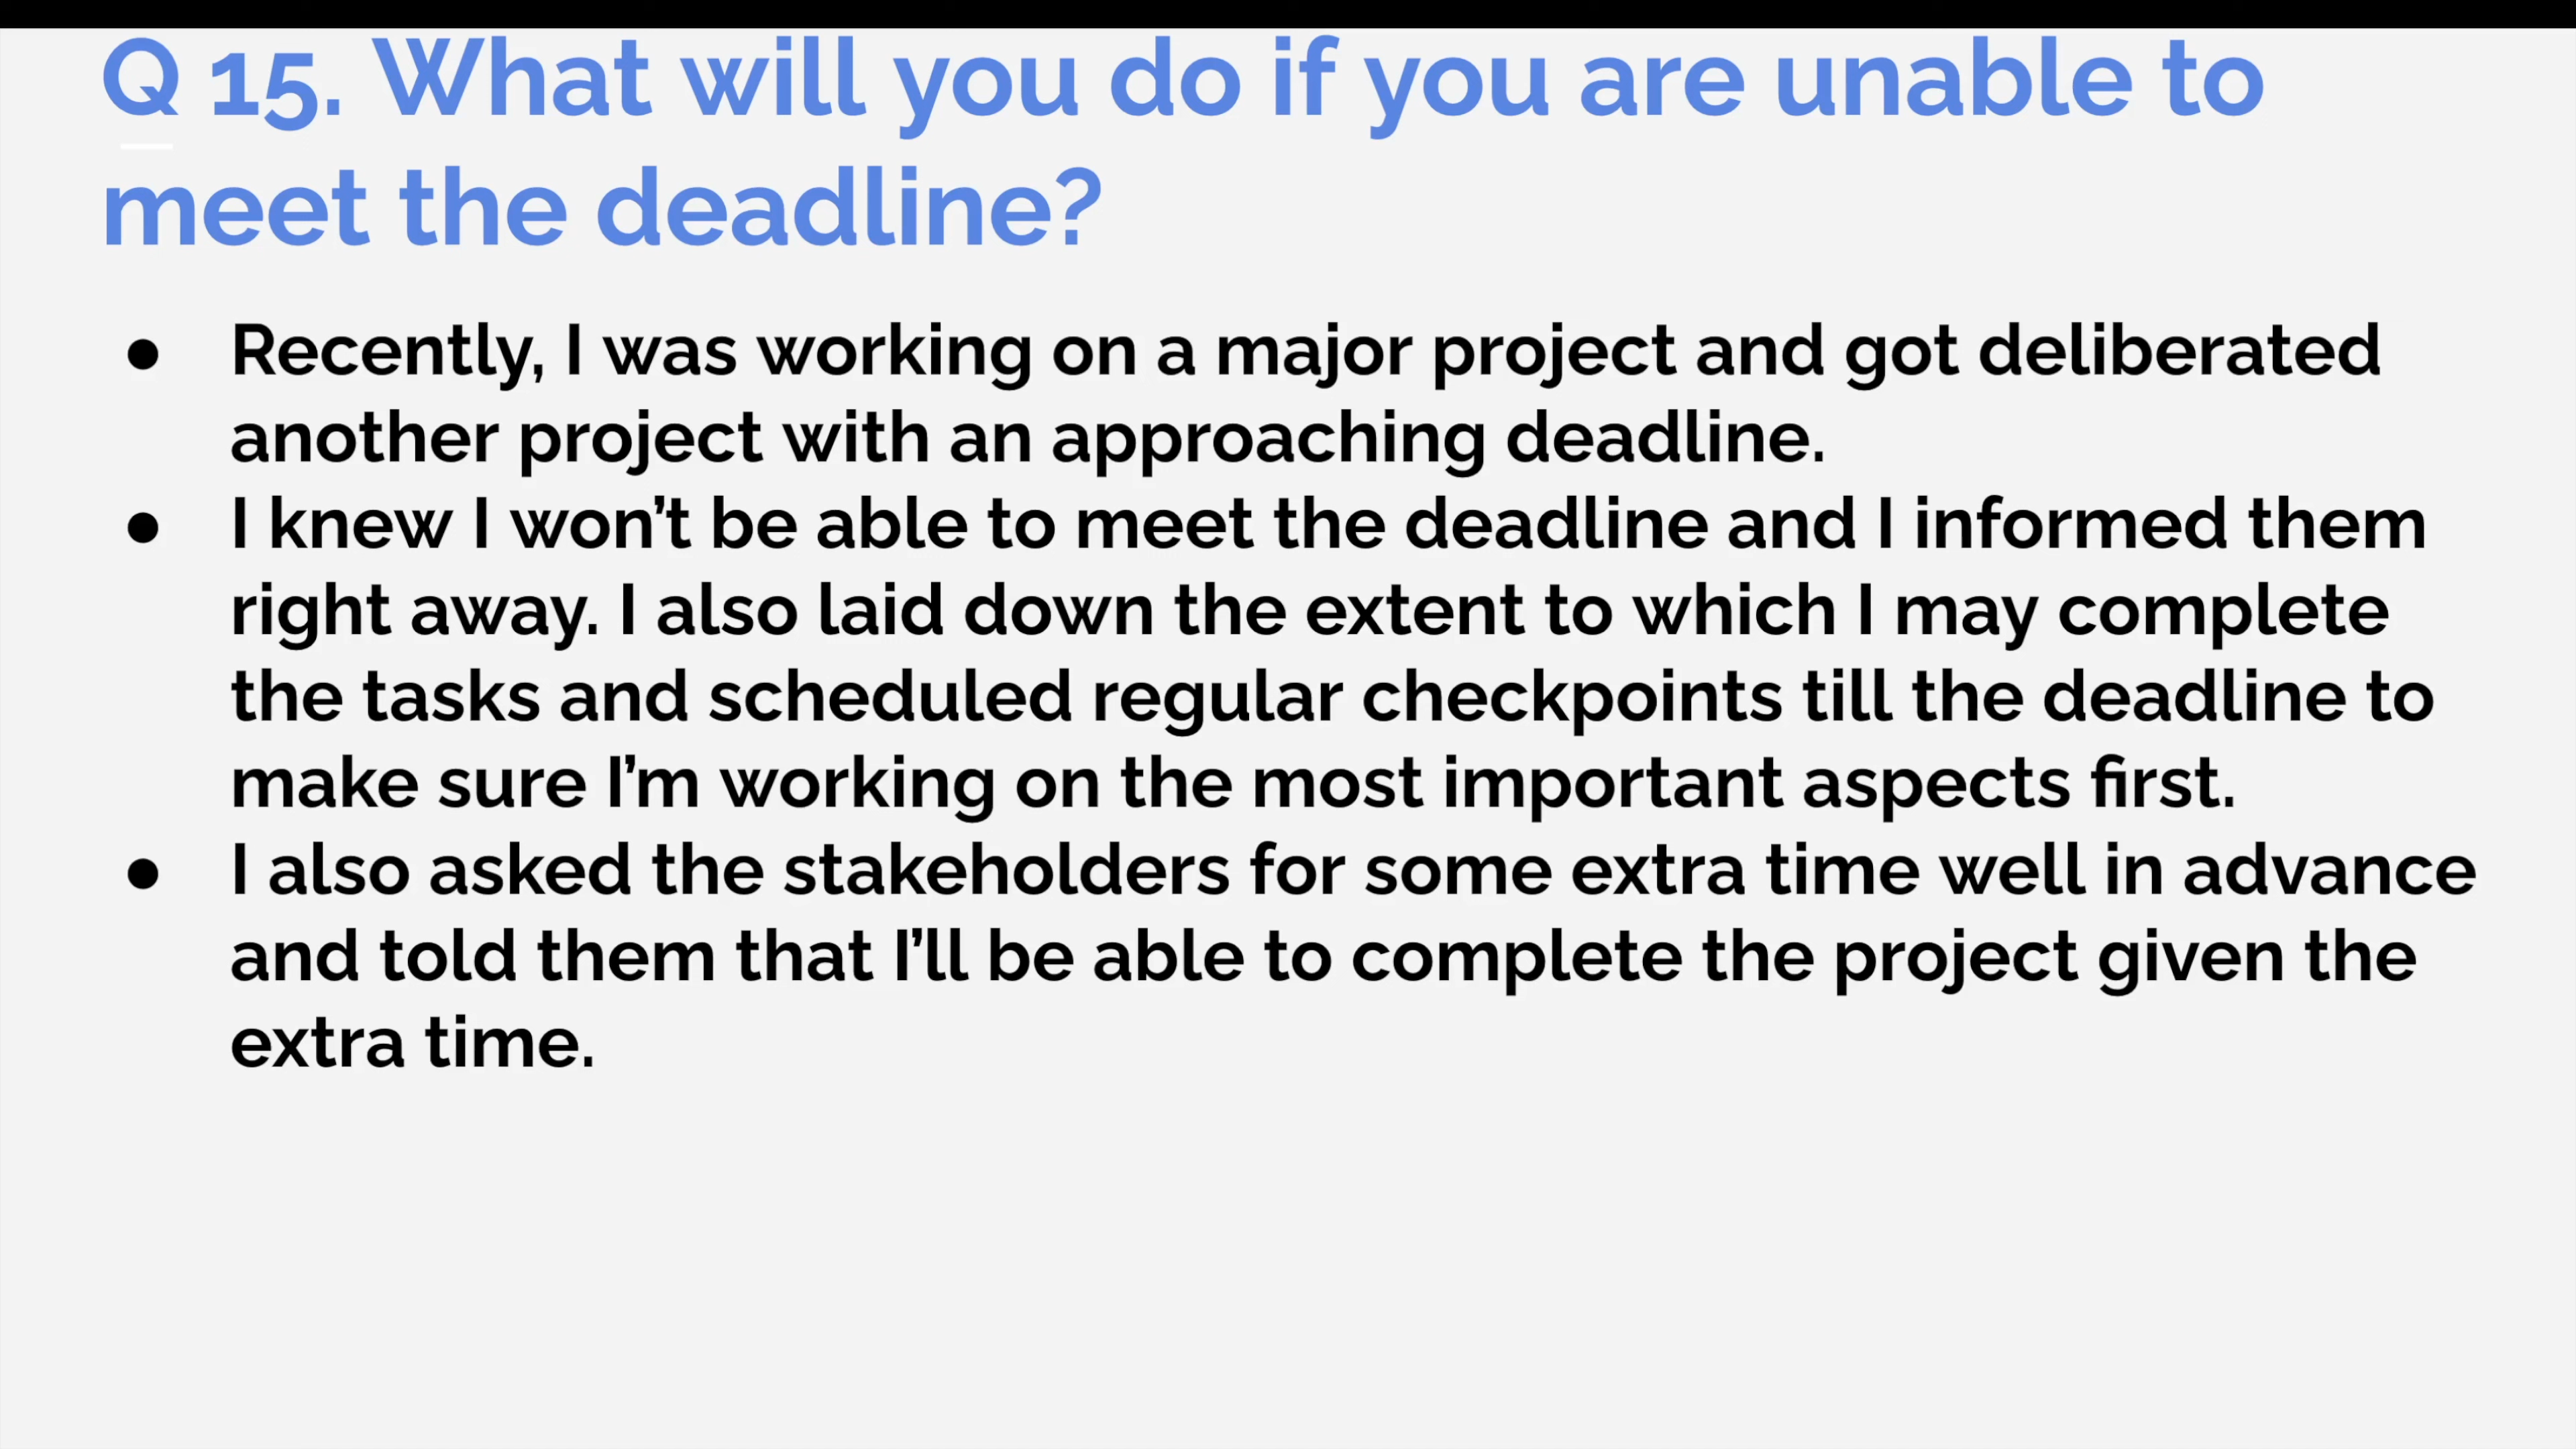 Q 15. What will you do if you are unable to
meet the deadline?
● Recently, I was working on a major project and got deliberated
another project with an approaching deadline.
● I knew I won’t be able to meet the deadline and I informed them
right away. I also laid down the extent to which I may complete
the tasks and scheduled regular checkpoints till the deadline to
make sure I’m working on the most important aspects first.
● I also asked the stakeholders for some extra time well in advance
and told them that I’ll be able to complete the project given the
extra time.